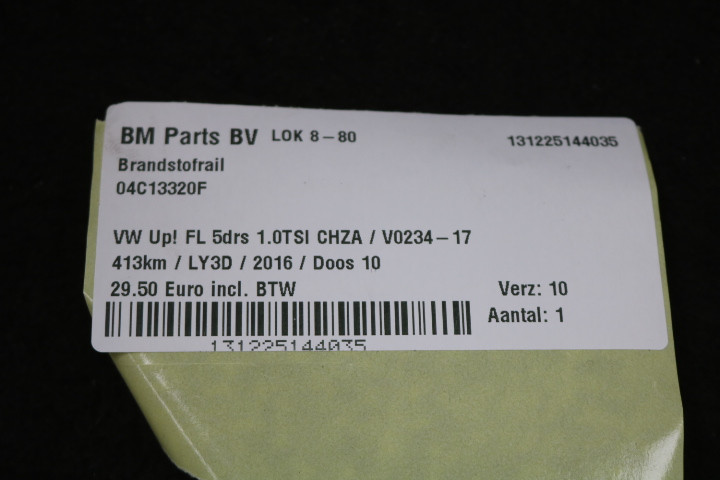 BM Parts BV LOK 8-80 131225144035
Brandstofrail
04C13320F
VW Up! FL 5drs 1.0TSI CHZA / V0234-17
413km / LY3D / 2016 / Doos 10
29.50 Euro incl. BTW Verz: 10
Aantal: 1
131225144035